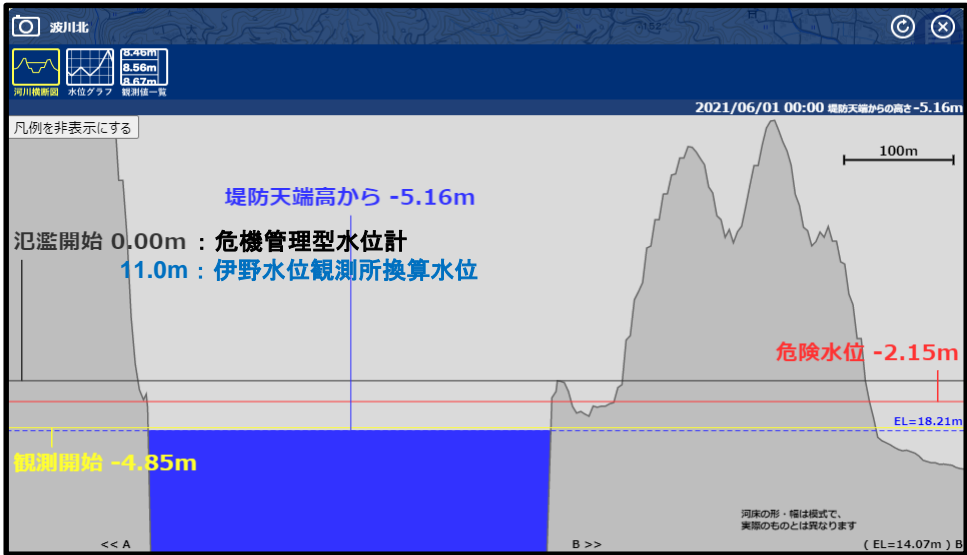 波川北
河川横断図
水位グラフ
8.46m
8.56m
8.67m
観測値一覧
2021/06/01 00:00 堤防天端からの高さ-5.16m
凡例を非表示にする
100m
堤防天端高から -5.16m
氾濫開始 0.00m：危機管理型水位計
11.0m：伊野水位観測所換算水位
危険水位 -2.15m
EL=18.21m
観測開始 -4.85m
河床の形・幅は模式で、
実際のものとは異なります
<< A
B >>
( EL=14.07m ) B